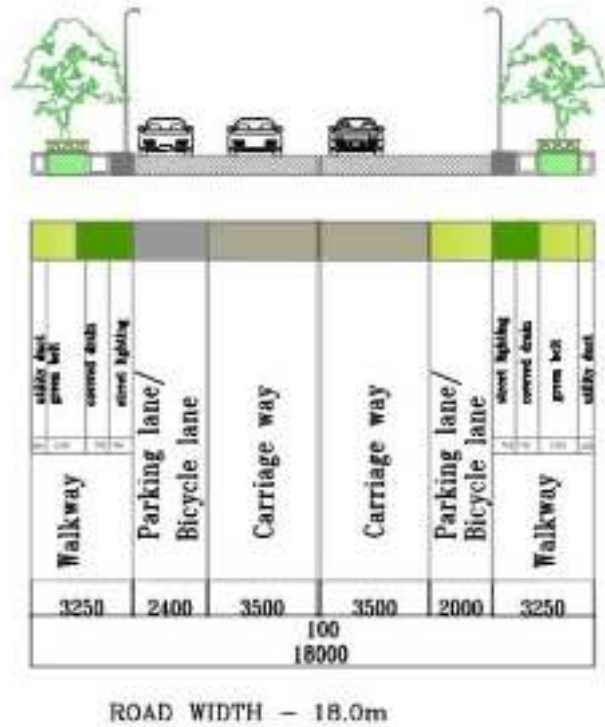 utility duct
green belt
covered drain
street lighting
street lighting
covered drain
green belt
utility duct
Walkway
Parking lane/
Bicycle lane
Carriage way
Carriage way
Parking lane/
Bicycle lane
Walkway
3250 2400 3500 3500 2000 3250
100
18000
ROAD WIDTH - 18.0m